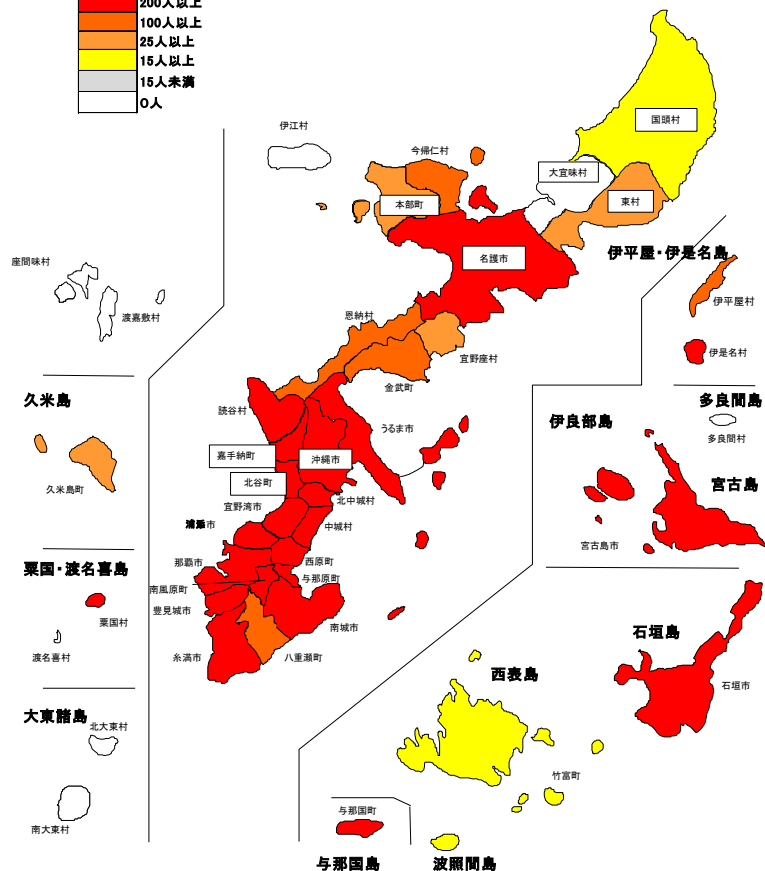 200人以上
100人以上
25人以上
15人以上
15人未満
0人
伊江村
今帰仁村
国頭村
大宜味村
本部町
東村
名護市
伊平屋・伊是名島
座間味村
渡嘉敷村
伊平屋村
恩納村
宜野座村
伊是名村
金武町
久米島
多良間島
読谷村
伊良部島
うるま市
多良間村
嘉手納町
沖縄市
北谷町
宮古島
久米島町
北中城村
宜野湾市
中城村
浦添市
宮古島市
那覇市
西原町
粟国・渡名喜島
与那原町
南風原町
豊見城市
粟国村
南城市
石垣島
渡名喜村
糸満市
八重瀬町
西表島
石垣市
大東諸島
北大東村
竹富町
与那国町
南大東村
与那国島
波照間島